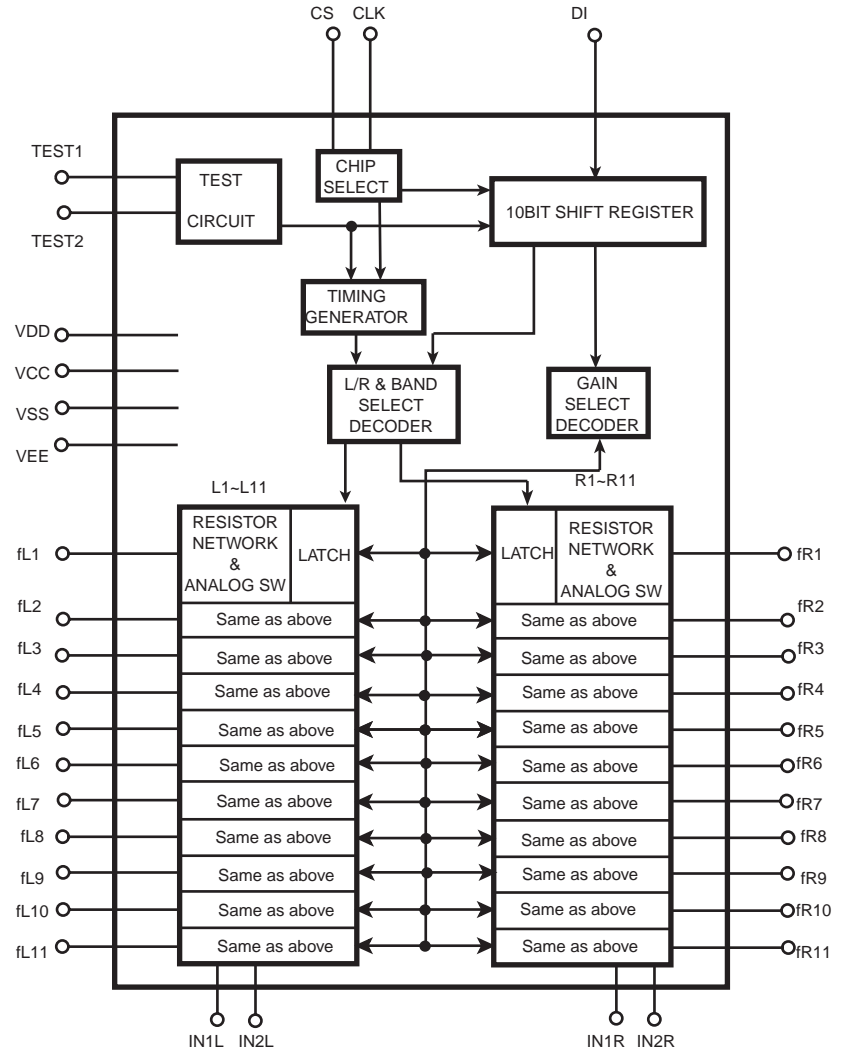 CS CLK DI
TEST1
TEST2
TEST
CIRCUIT
CHIP
SELECT
10BIT SHIFT REGISTER
TIMING
GENERATOR
VDD
VCC
VSS
VEE
L/R & BAND
SELECT
DECODER
GAIN
SELECT
DECODER
L1~L11
R1~R11
RESISTOR
NETWORK
&
ANALOG SW
LATCH
LATCH
RESISTOR
NETWORK
&
ANALOG SW
fL1
fR1
fL2 Same as above Same as above fR2
fL3 Same as above Same as above fR3
fL4 Same as above Same as above fR4
fL5 Same as above Same as above fR5
fL6 Same as above Same as above fR6
fL7 Same as above Same as above fR7
fL8 Same as above Same as above fR8
fL9 Same as above Same as above fR9
fL10 Same as above Same as above fR10
fL11 Same as above Same as above fR11
IN1L IN2L IN1R IN2R